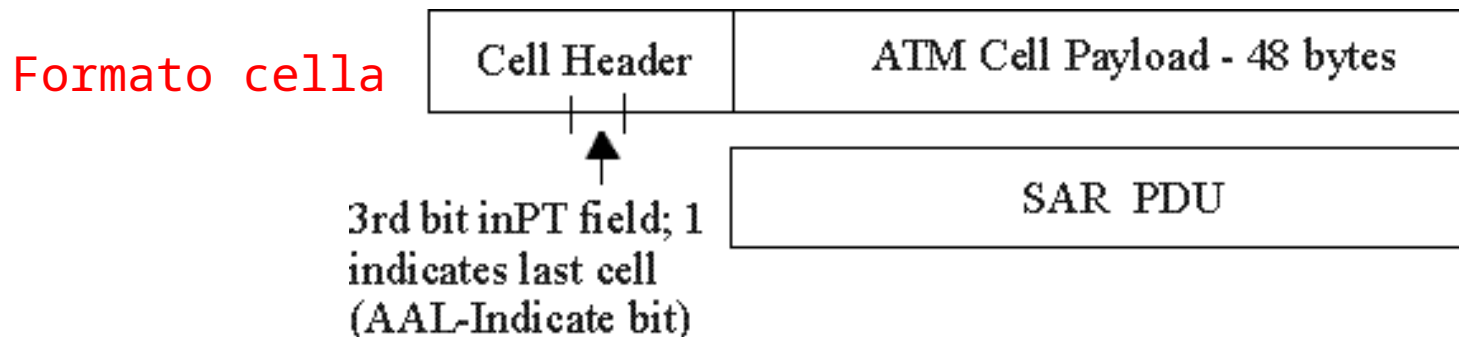 Formato cella
Cell Header
ATM Cell Payload - 48 bytes
3rd bit inPT field; 1
indicates last cell
(AAL-Indicate bit)
SAR PDU